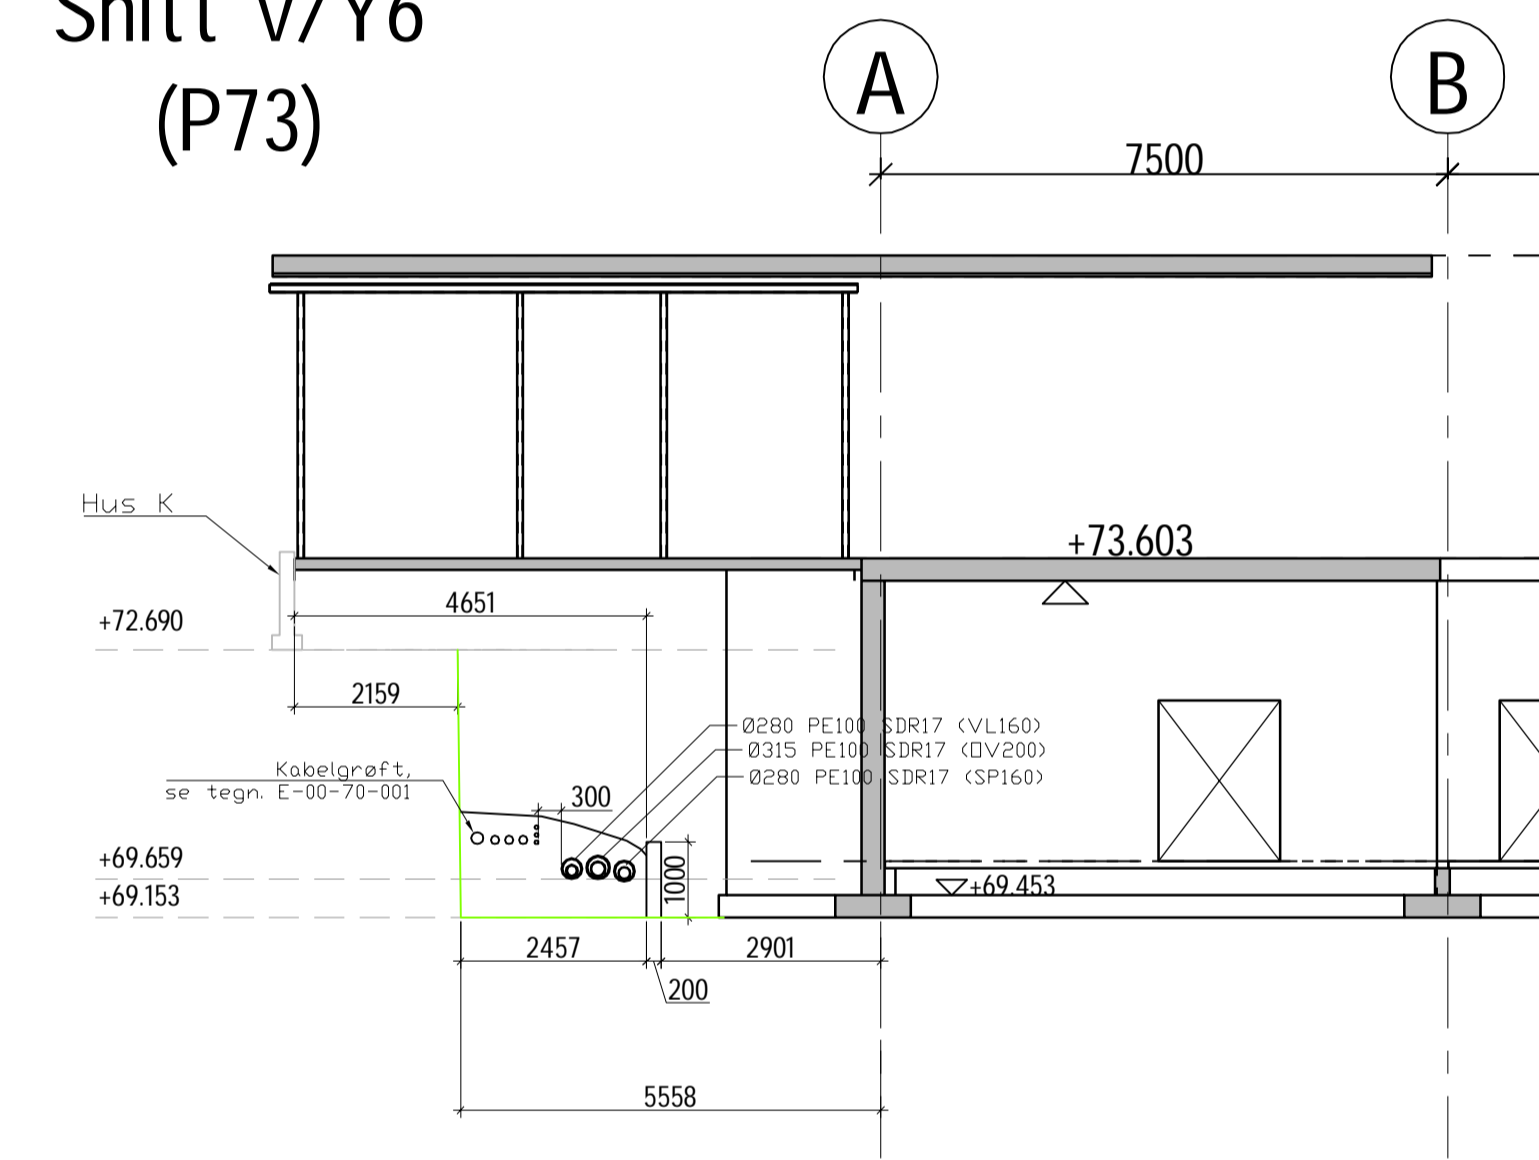 Snitt v/Y6
(P73)
A
B
7500
Hus K
+73.603
4651
+72.690
2159
Ø280 PE100 SDR17 (VL160)
Ø315 PE100 SDR17 (□V200)
Ø280 PE100 SDR17 (SP160)
Kabelgrøft,
se tegn. E-00-70-001
300
+69.659
1000
+69.153
+69.453
2457
2901
200
5558